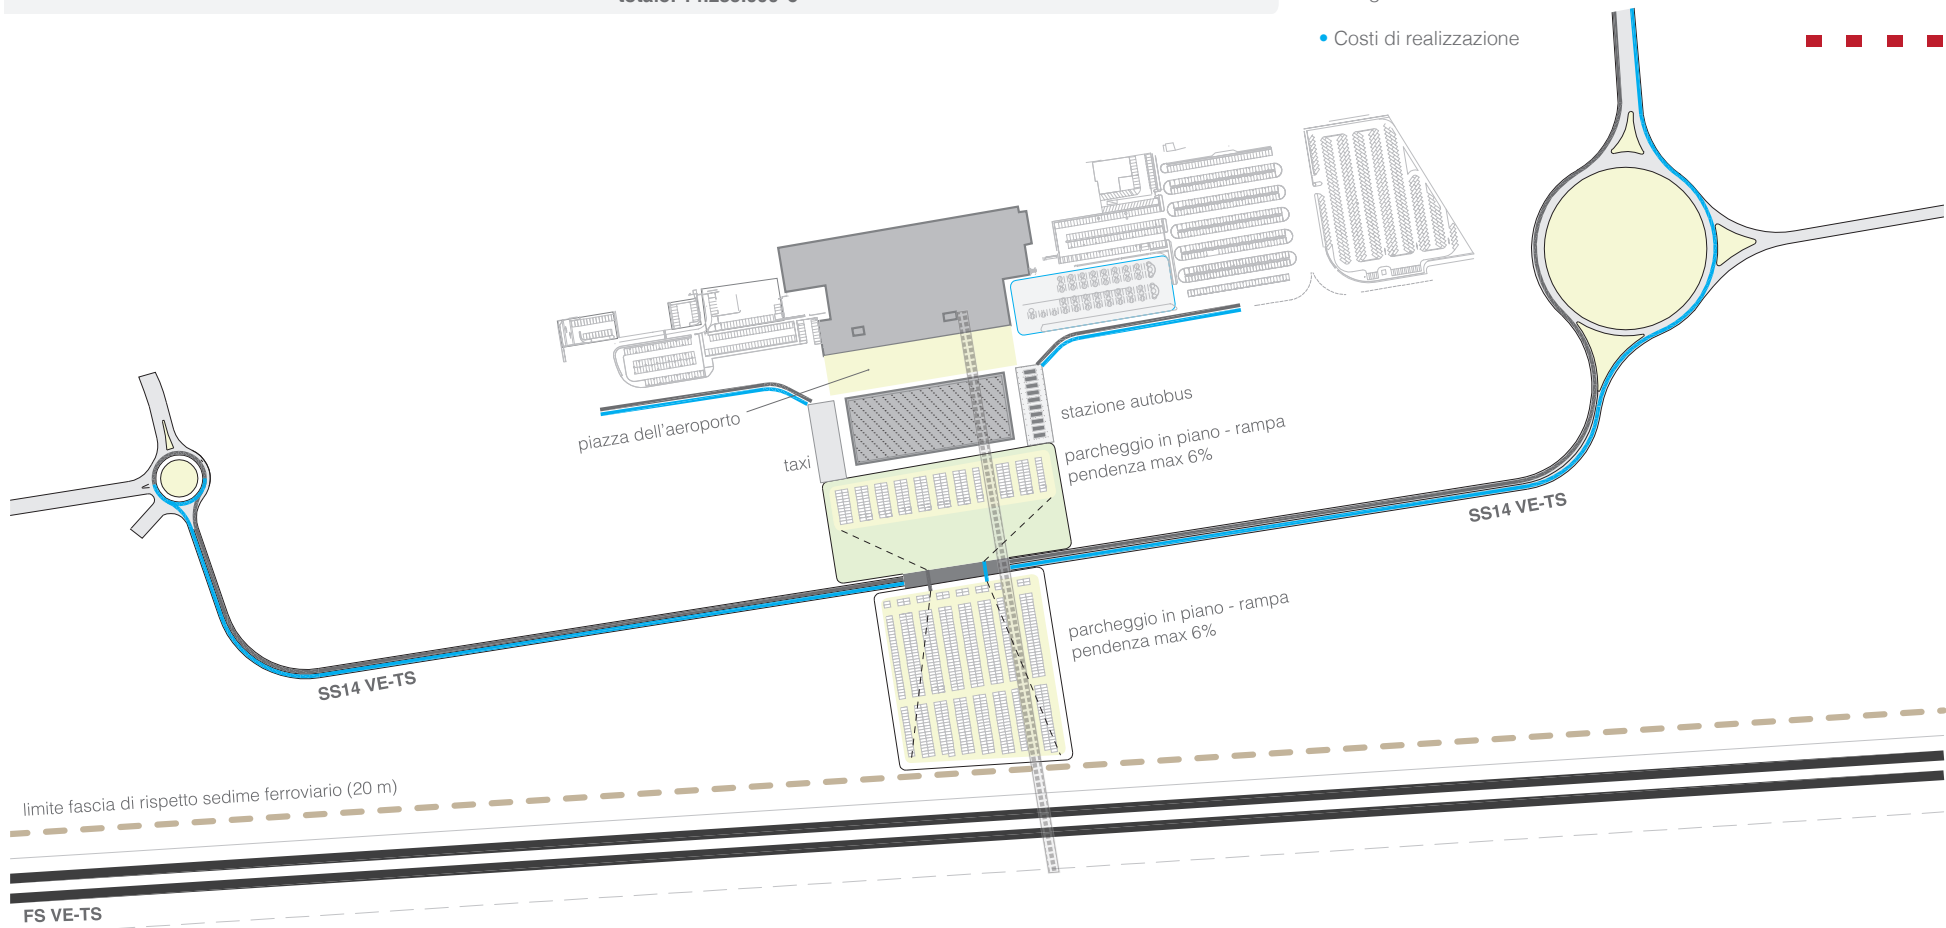 • Costi di realizzazione
stazione autobus
piazza dell'aeroporto
parcheggio in piano - rampa
pendenza max 6%
taxi
SS14 VE-TS
parcheggio in piano - rampa
pendenza max 6%
SS14 VE-TS
limite fascia di rispetto sedime ferroviario (20 m)
FS VE-TS